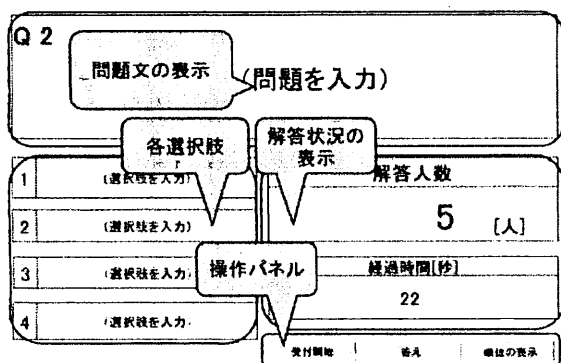 Q 2
問題文の表示
(問題を入力)
各選択肢
解答状況の
表示
1
(選択肢を入力)
解答人数
2
(選択肢を入力)
5
[人]
3
(選択肢を入力)
操作パネル
経過時間[秒]
4
(選択肢を入力)
22
受付開始
答え
順位の表示